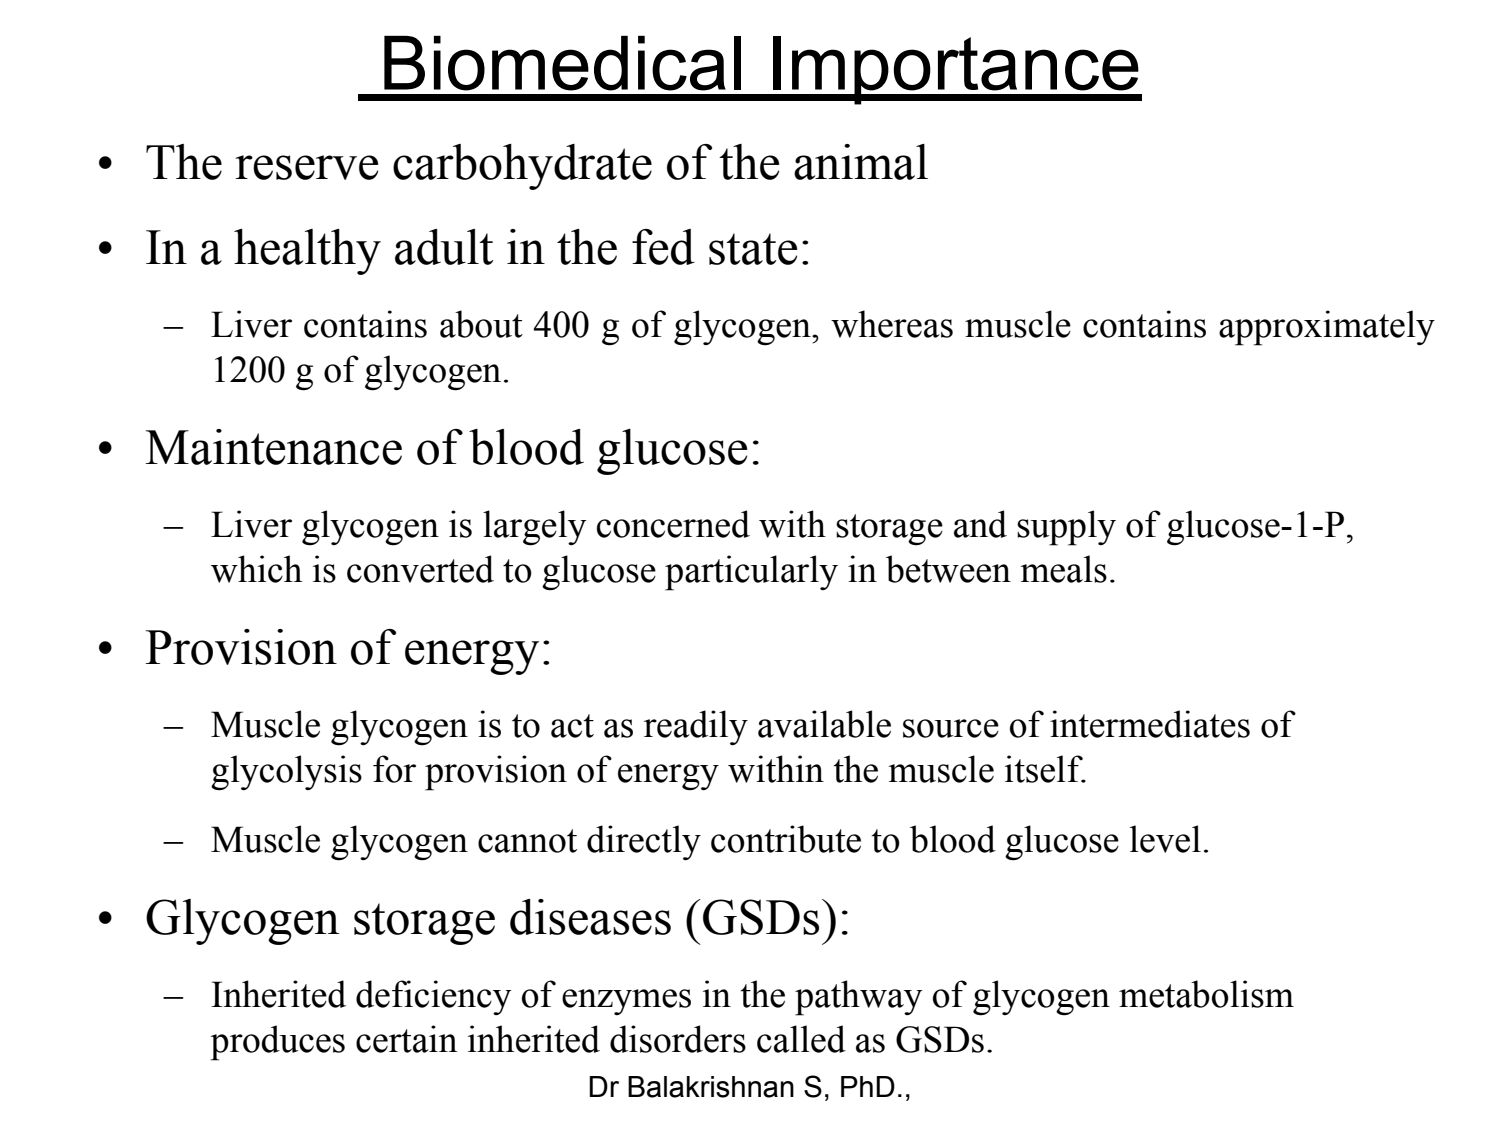 Biomedical Importance
• The reserve carbohydrate of the animal
• In a healthy adult in the fed state:
– Liver contains about 400 g of glycogen, whereas muscle contains approximately
1200 g of glycogen.
• Maintenance of blood glucose:
– Liver glycogen is largely concerned with storage and supply of glucose-1-P,
which is converted to glucose particularly in between meals.
• Provision of energy:
– Muscle glycogen is to act as readily available source of intermediates of
glycolysis for provision of energy within the muscle itself.
– Muscle glycogen cannot directly contribute to blood glucose level.
• Glycogen storage diseases (GSDs):
– Inherited deficiency of enzymes in the pathway of glycogen metabolism
produces certain inherited disorders called as GSDs.
Dr Balakrishnan S, PhD.,